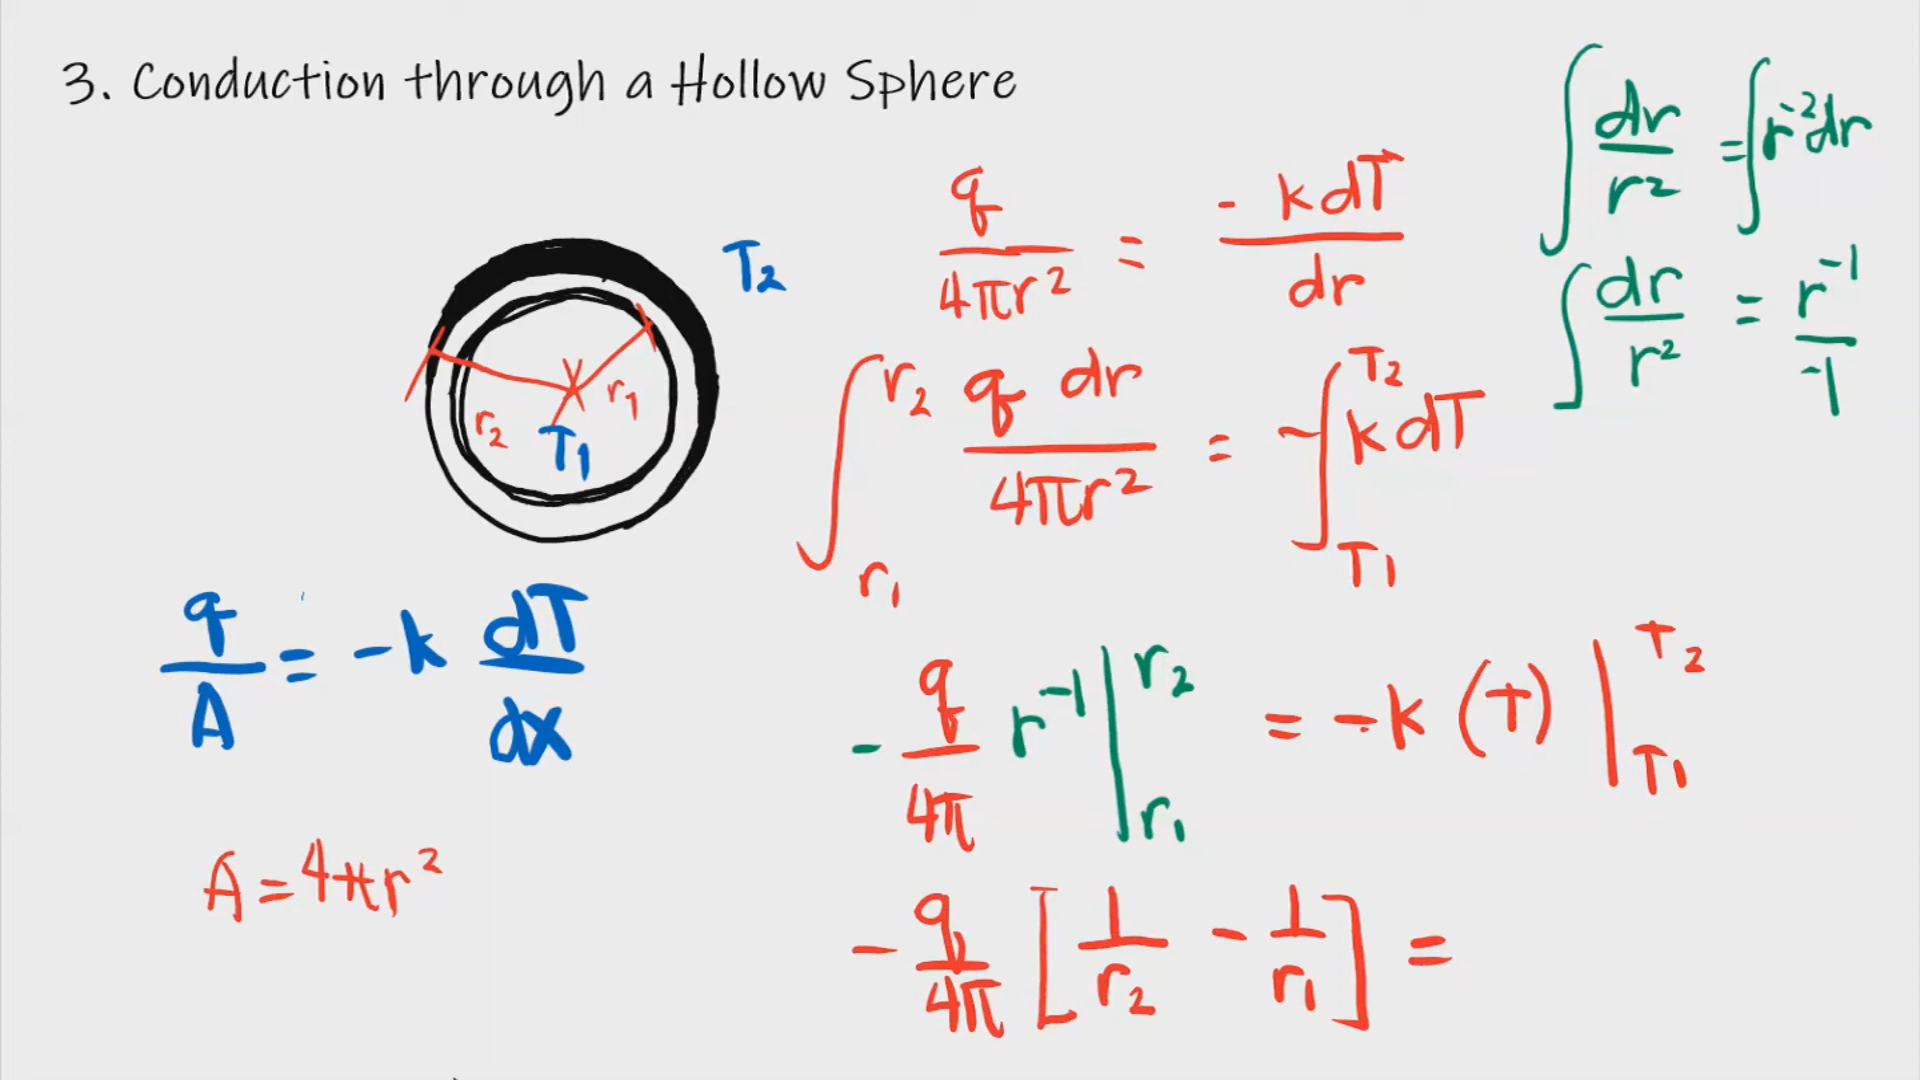 3. Conduction through a Hollow Sphere
T₂
r₁
r₂
T₁
q/A = -k dT/dx
A = 4πr²
q/4πr² = -k dT/dr
∫_{r₁}^{r₂} q dr/4πr² = -∫_{T₁}^{T₂} k dT
-q/4π r⁻¹ |_{r₁}^{r₂} = -k (T) |_{T₁}^{T₂}
-q/4π [1/r₂ - 1/r₁] =
∫ dr/r² = ∫ r⁻² dr
∫ dr/r² = r⁻¹/-1